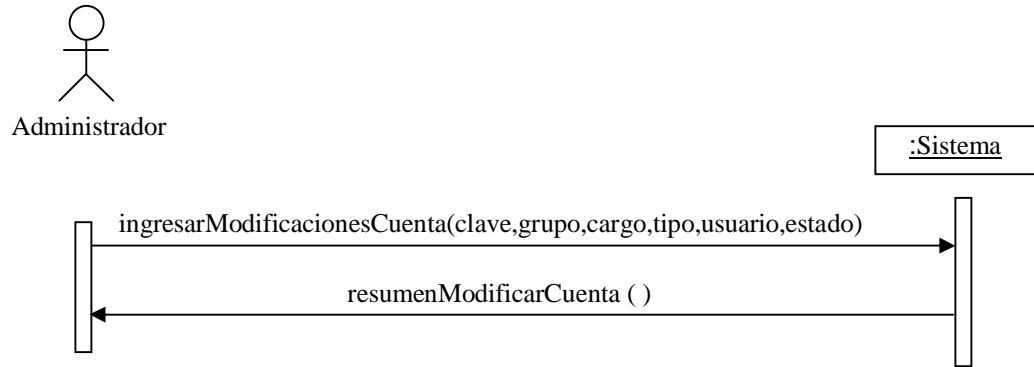 Administrador
:Sistema
ingresarModificacionesCuenta(clave,grupo,cargo,tipo,usuario,estado)
resumenModificarCuenta ( )